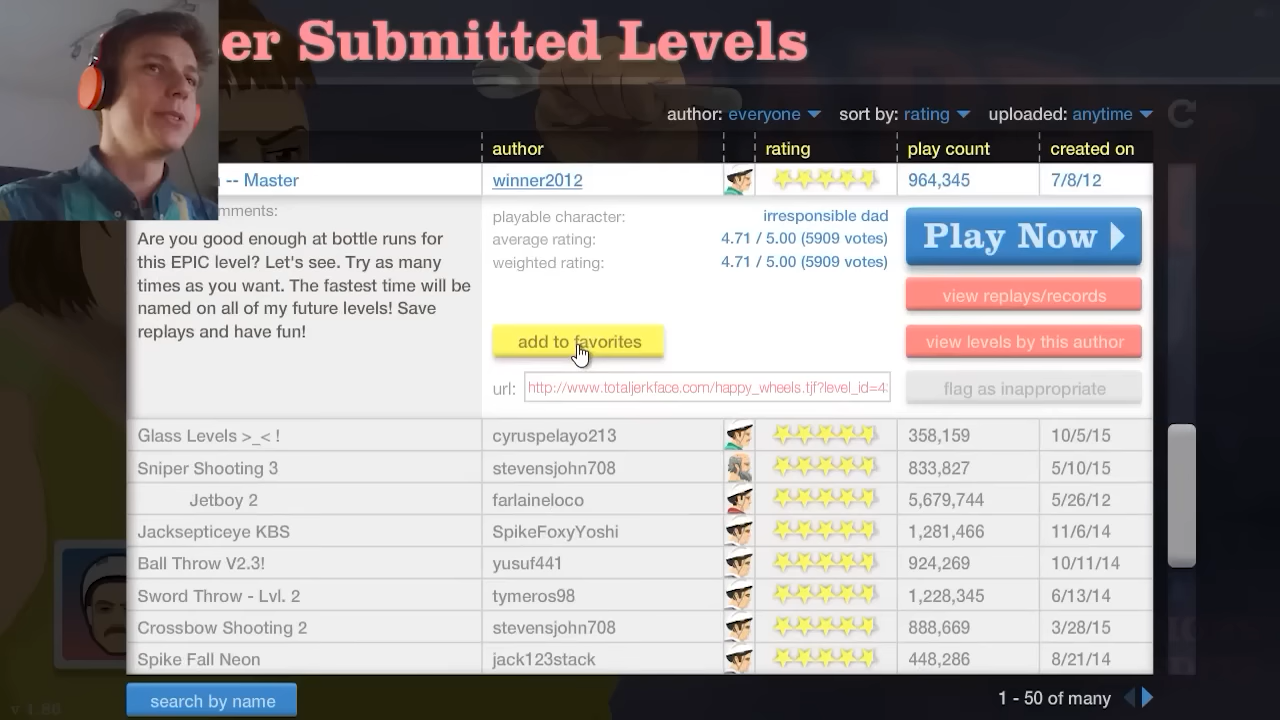 er Submitted Levels
author: everyone sort by: rating uploaded: anytime
author rating play count created on
-- Master winner2012 964,345 7/8/12
mments:
Are you good enough at bottle runs for
this EPIC level? Let's see. Try as many
times as you want. The fastest time will be
named on all of my future levels! Save
replays and have fun!
playable character: irresponsible dad
average rating: 4.71 / 5.00 (5909 votes)
weighted rating: 4.71 / 5.00 (5909 votes)
add to favorites
url: http://www.totaljerkface.com/happy_wheels.tjf?level_id=4
Play Now
view replays/records
view levels by this author
flag as inappropriate
Glass Levels >_< ! cyruspelayo213 358,159 10/5/15
Sniper Shooting 3 stevensjohn708 833,827 5/10/15
Jetboy 2 farlaineloco 5,679,744 5/26/12
Jacksepticeye KBS SpikeFoxyYoshi 1,281,466 11/6/14
Ball Throw V2.3! yusuf441 924,269 10/11/14
Sword Throw - Lvl. 2 tymeros98 1,228,345 6/13/14
Crossbow Shooting 2 stevensjohn708 888,669 3/28/15
Spike Fall Neon jack123stack 448,286 8/21/14
search by name
1 - 50 of many